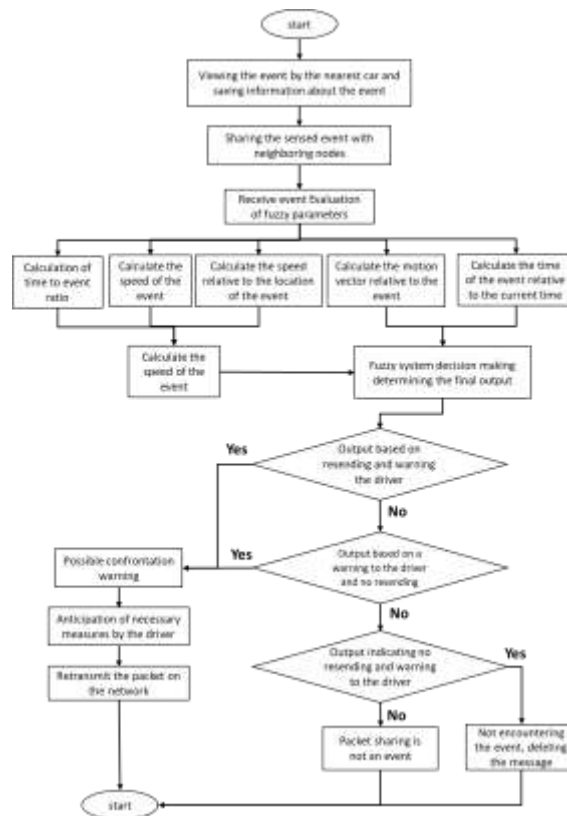 start
Viewing the event by the nearest car and
saving information about the event
Sharing the sensed event with
neighboring nodes
Receive event Evaluation
of fuzzy parameters
Calculation of
time to event
ratio
Calculate the
speed of the
event
Calculate the speed
relative to the location
of the event
Calculate the motion
vector relative to the
event
Calculate the time
of the event relative
to the current time
Calculate the
speed of the
event
Fuzzy system decision making
determining the final output
Yes
Output based on
resending and warning
the driver
No
Possible confrontation
warning
Yes
Output based on a
warning to the driver
and no resending
No
Anticipation of necessary
measures by the driver
Output indicating no
resending and warning
to the driver
Yes
Retransmit the packet on
the network
No
Packet sharing is
not an event
Not encountering
the event, deleting
the message
start